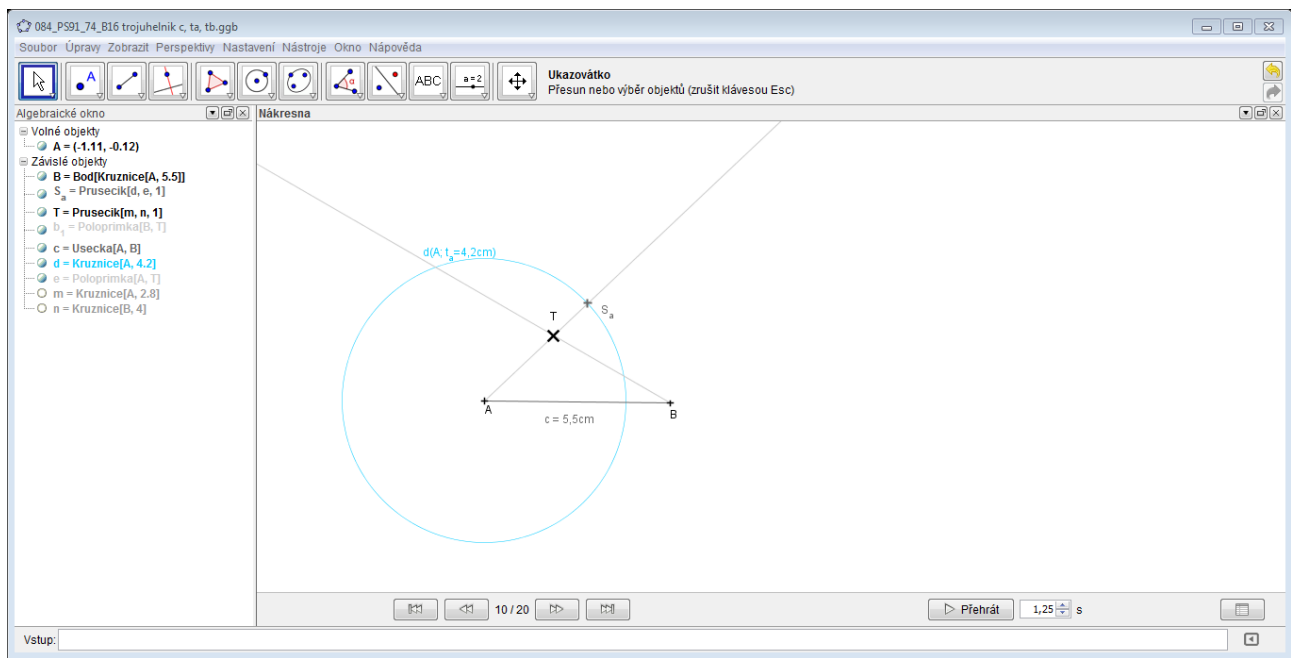 084_PS91_74_B16 trojuhelnik c, ta, tb.ggb
Soubor Úpravy Zobrazit Perspektivy Nastavení Nástroje Okno Nápověda
A
α
ABC
a=2
Ukazovátko
Přesun nebo výběr objektů (zrušit klávesou Esc)
Algebraické okno
Nákresna
Volné objekty
A = (-1.11, -0.12)
Závislé objekty
B = Bod[Kruznice[A, 5.5]]
Sa = Prusecik[d, e, 1]
T = Prusecik[m, n, 1]
b1 = Poloprimka[B, T]
c = Usecka[A, B]
d = Kruznice[A, 4.2]
e = Poloprimka[A, T]
m = Kruznice[A, 2.8]
n = Kruznice[B, 4]
d(A; ta=4,2cm)
Sa
T
A
B
c = 5,5cm
10 / 20
Přehrát
1,25
s
Vstup: